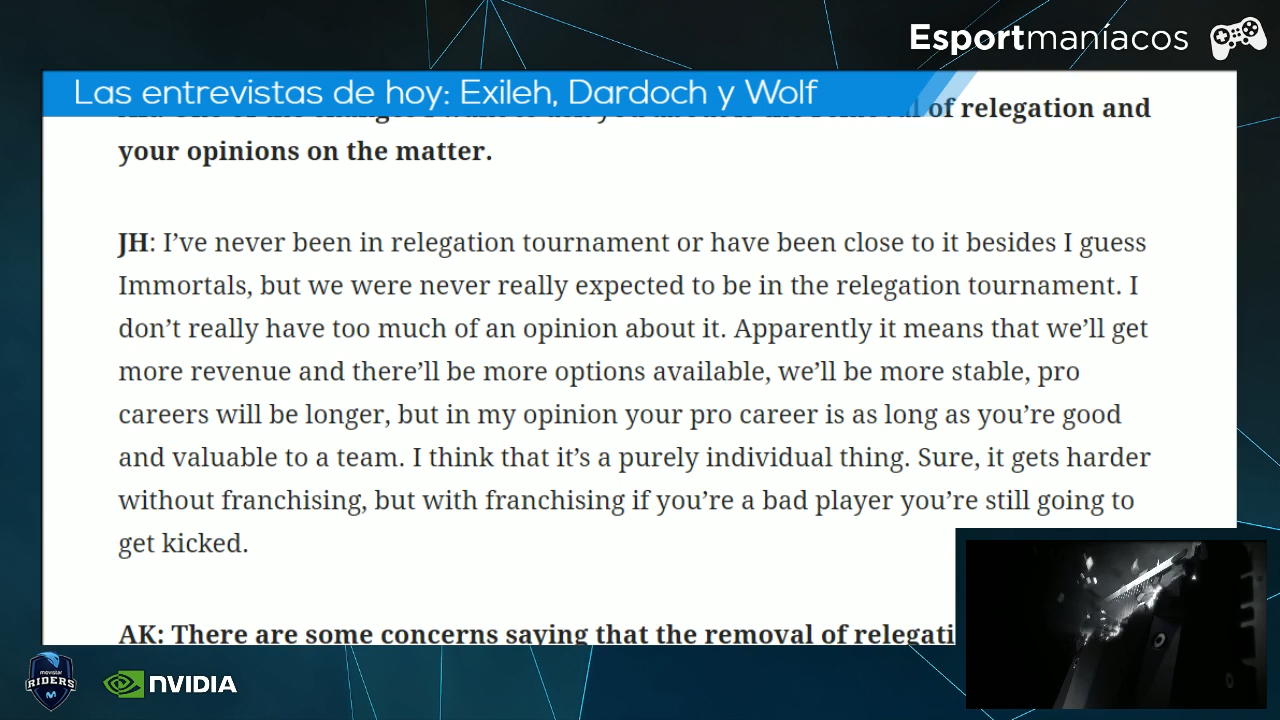 Esportmaníacos
Las entrevistas de hoy: Exileh, Dardoch y Wolf
of relegation and
your opinions on the matter.
JH: I’ve never been in relegation tournament or have been close to it besides I guess
Immortals, but we were never really expected to be in the relegation tournament. I
don’t really have too much of an opinion about it. Apparently it means that we’ll get
more revenue and there’ll be more options available, we’ll be more stable, pro
careers will be longer, but in my opinion your pro career is as long as you’re good
and valuable to a team. I think that it’s a purely individual thing. Sure, it gets harder
without franchising, but with franchising if you’re a bad player you’re still going to
get kicked.
AK: There are some concerns saying that the removal of relegati
movistar
RIDERS
NVIDIA